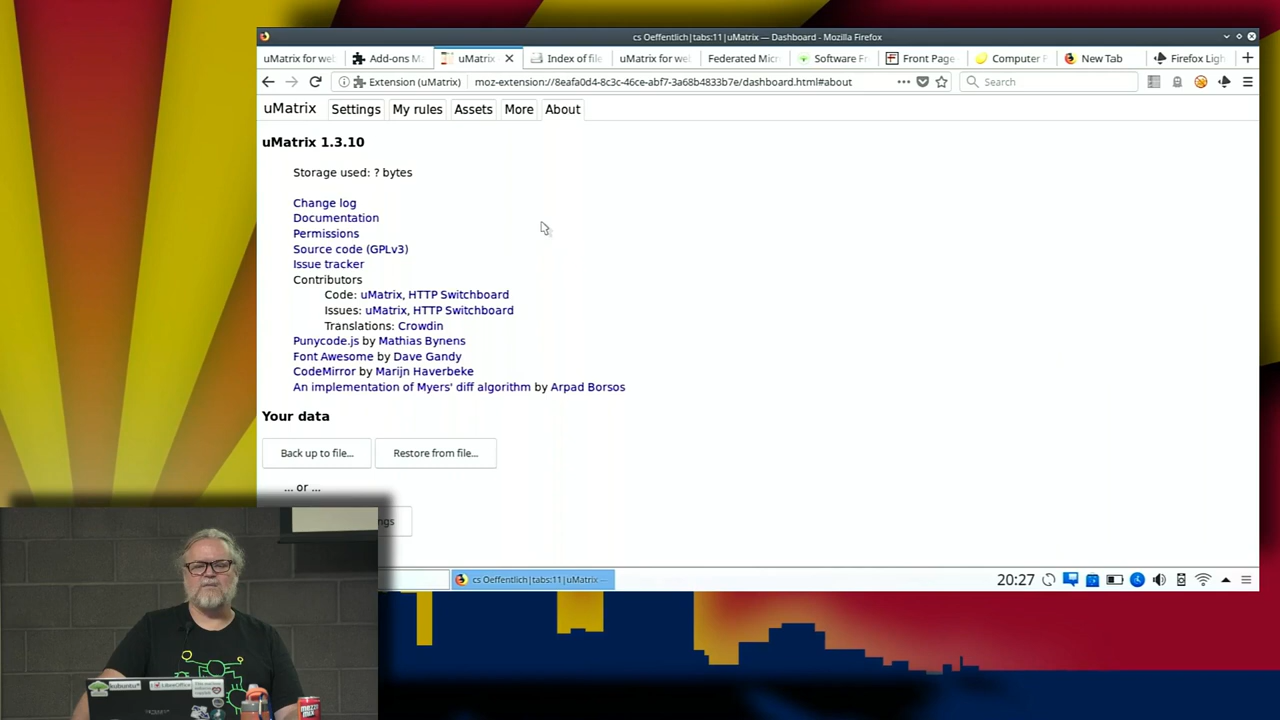 cs Oeffentlich|tabs:11|uMatrix — Dashboard - Mozilla Firefox
uMatrix for we
Add-ons M
uMatrix
Index of file
uMatrix for we
Federated Micr
Software Fr
Front Page
Computer F
New Tab
Firefox Ligh
Extension (uMatrix)
moz-extension://8eafa0d4-8c3c-46ce-abf7-3a68b4833b7e/dashboard.html#about
Search
uMatrix
Settings
My rules
Assets
More
About
uMatrix 1.3.10
Storage used: ? bytes
Change log
Documentation
Permissions
Source code (GPLv3)
Issue tracker
Contributors
Code: uMatrix, HTTP Switchboard
Issues: uMatrix, HTTP Switchboard
Translations: Crowdin
Punycode.js by Mathias Bynens
Font Awesome by Dave Gandy
CodeMirror by Marijn Haverbeke
An implementation of Myers' diff algorithm by Arpad Borsos
Your data
Back up to file...
Restore from file...
... or ...
ngs
cs Oeffentlich|tabs:11|uMatrix —
20:27
kubuntu
LibreOffice
mezzo
mix